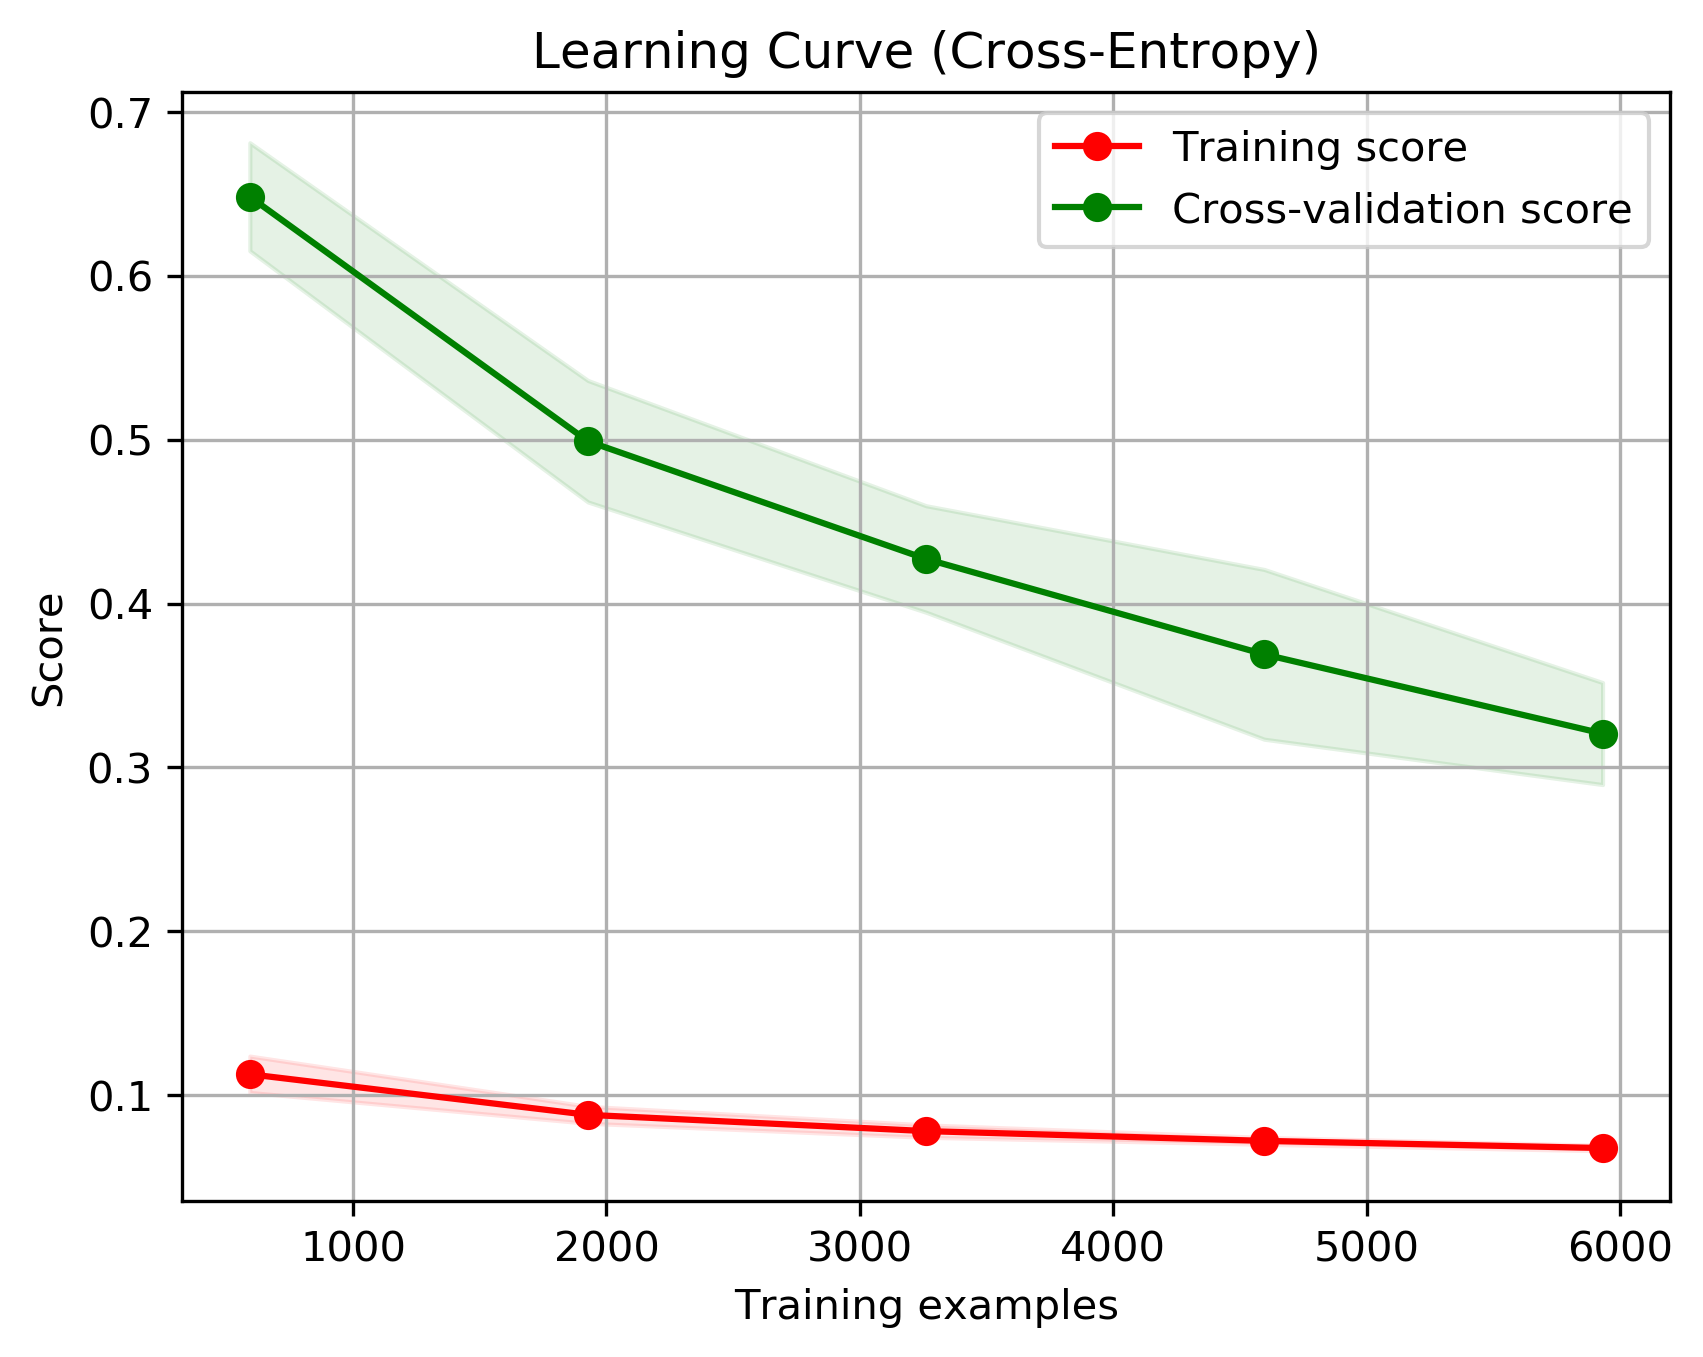 Learning Curve (Cross-Entropy)
0.7
0.6
0.5
0.4
0.3
0.2
0.1
Score
Training score
Cross-validation score
1000 2000 3000 4000 5000 6000
Training examples